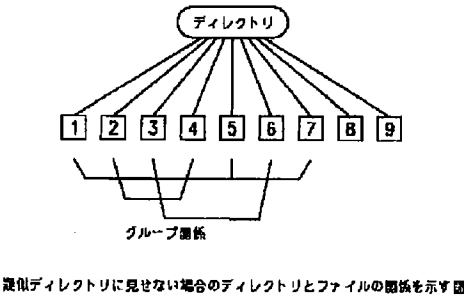 ディレクトリ
1 2 3 4 5 6 7 8 9
グループ関係
疑似ディレクトリに見せない場合のディレクトリとファイルの関係を示す図